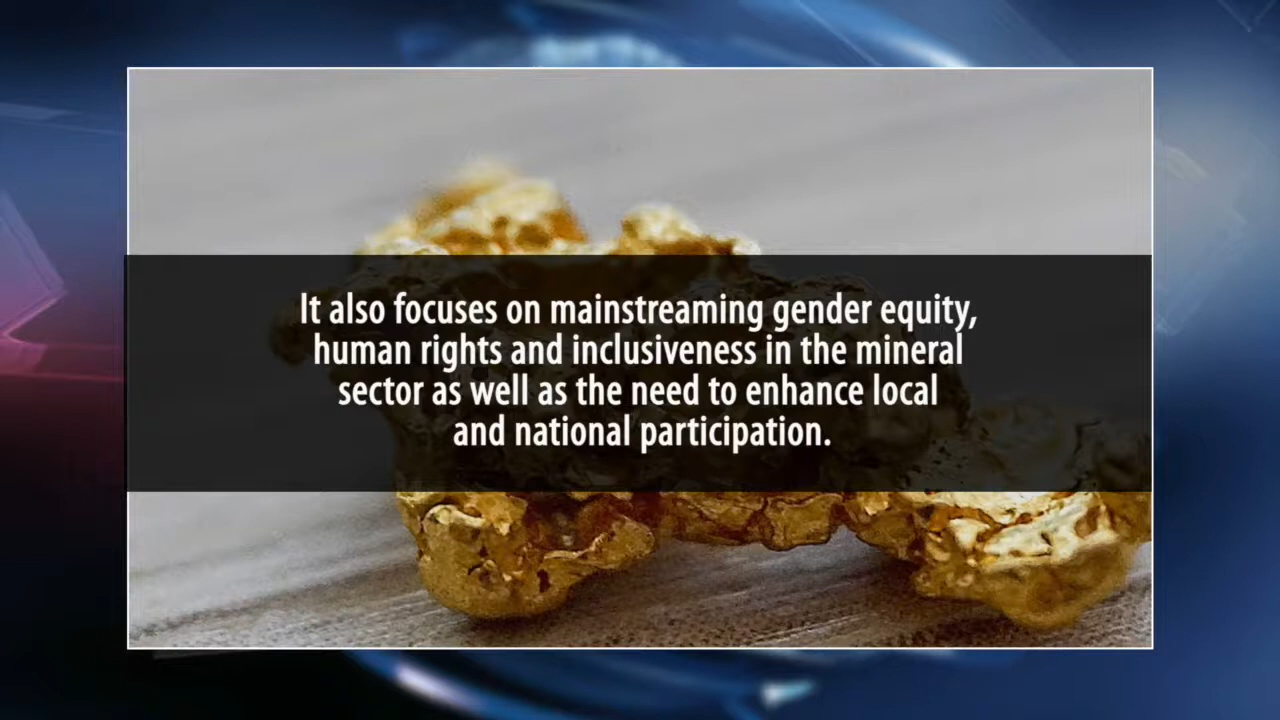 It also focuses on mainstreaming gender equity,
human rights and inclusiveness in the mineral
sector as well as the need to enhance local
and national participation.